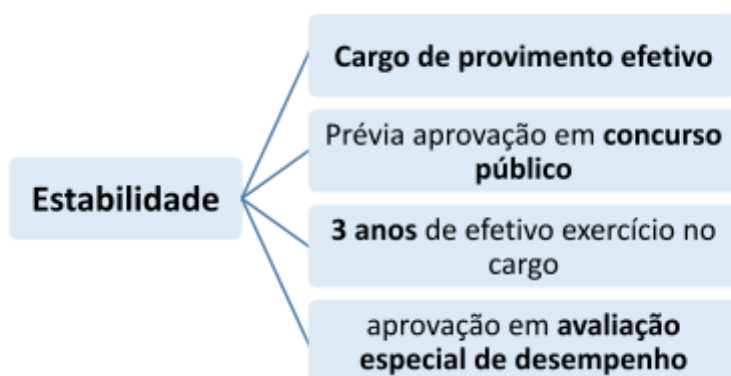 Estabilidade
Cargo de provimento efetivo
Prévia aprovação em concurso
público
3 anos de efetivo exercício no
cargo
aprovação em avaliação
especial de desempenho